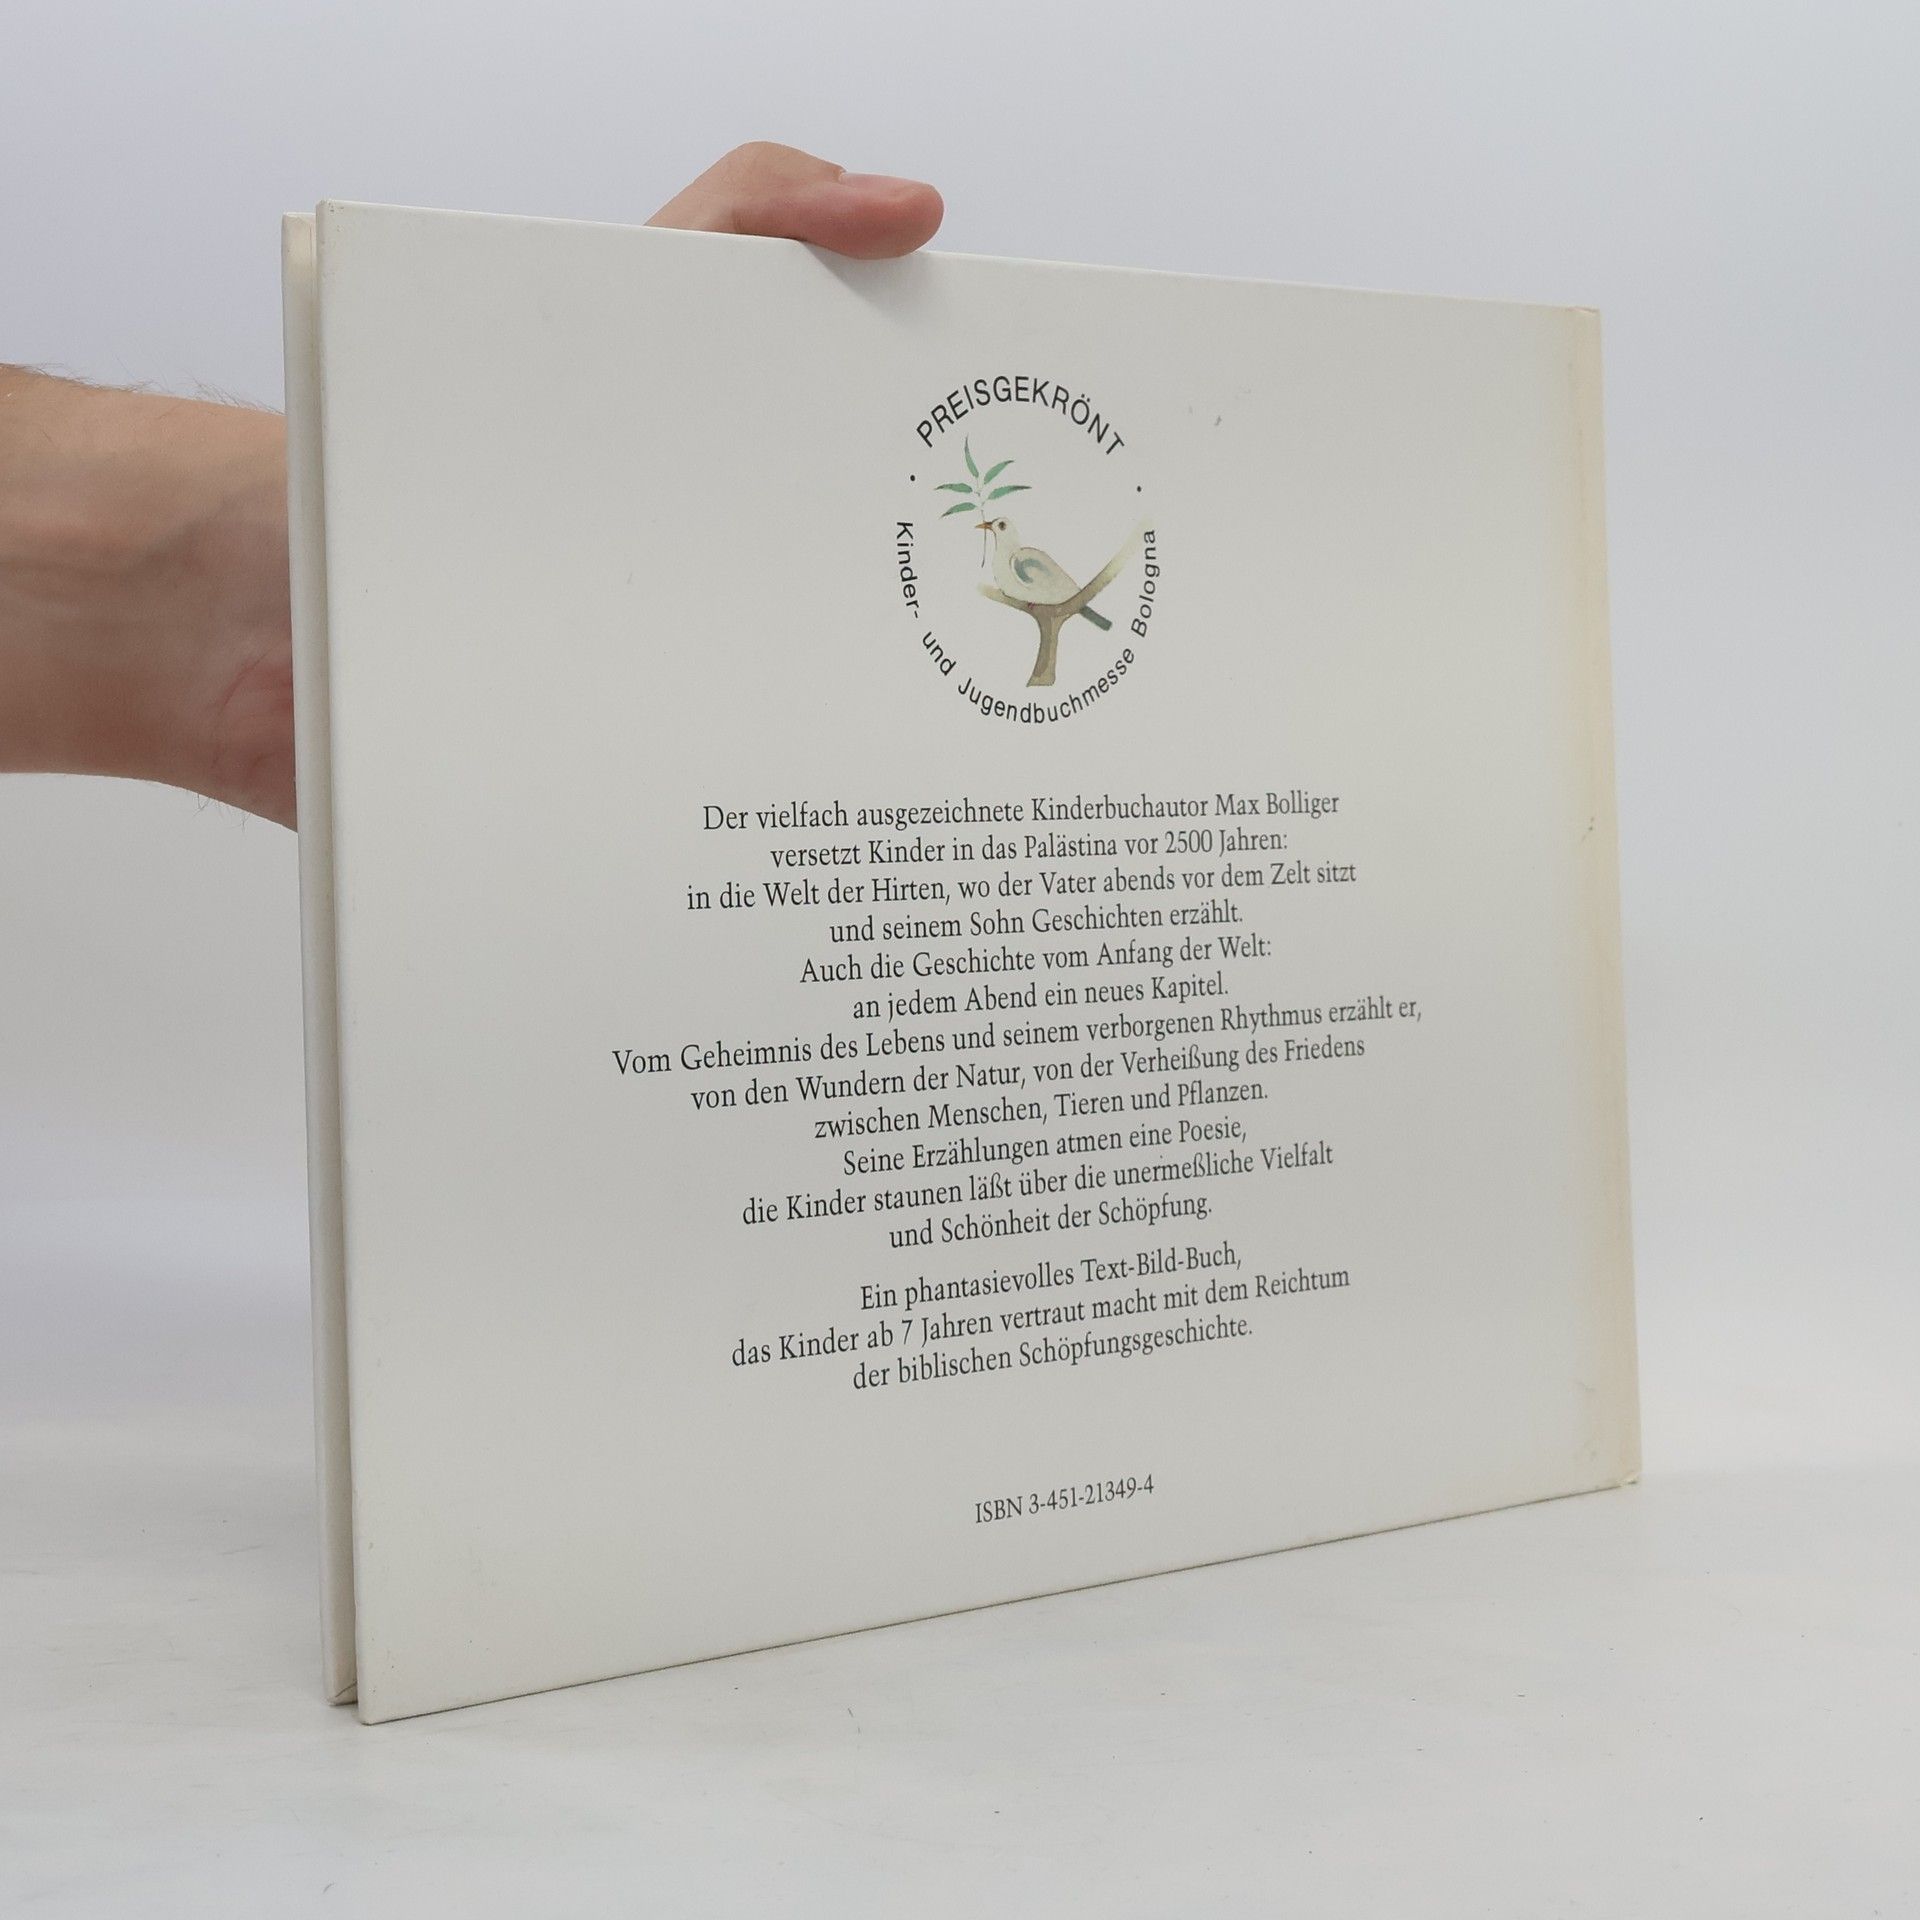 PREISGEKRÖNT
• Kinder- und Jugendbuchmesse Bologna •
Der vielfach ausgezeichnete Kinderbuchautor Max Bolliger
versetzt Kinder in das Palästina vor 2500 Jahren:
in die Welt der Hirten, wo der Vater abends vor dem Zelt sitzt
und seinem Sohn Geschichten erzählt.
Auch die Geschichte vom Anfang der Welt:
an jedem Abend ein neues Kapitel.
Vom Geheimnis des Lebens und seinem verborgenen Rhythmus erzählt er,
von den Wundern der Natur, von der Verheißung des Friedens
zwischen Menschen, Tieren und Pflanzen.
Seine Erzählungen atmen eine Poesie,
die Kinder staunen läßt über die unermeßliche Vielfalt
und Schönheit der Schöpfung.
Ein phantasievolles Text-Bild-Buch,
das Kinder ab 7 Jahren vertraut macht mit dem Reichtum
der biblischen Schöpfungsgeschichte.
ISBN 3-451-21349-4